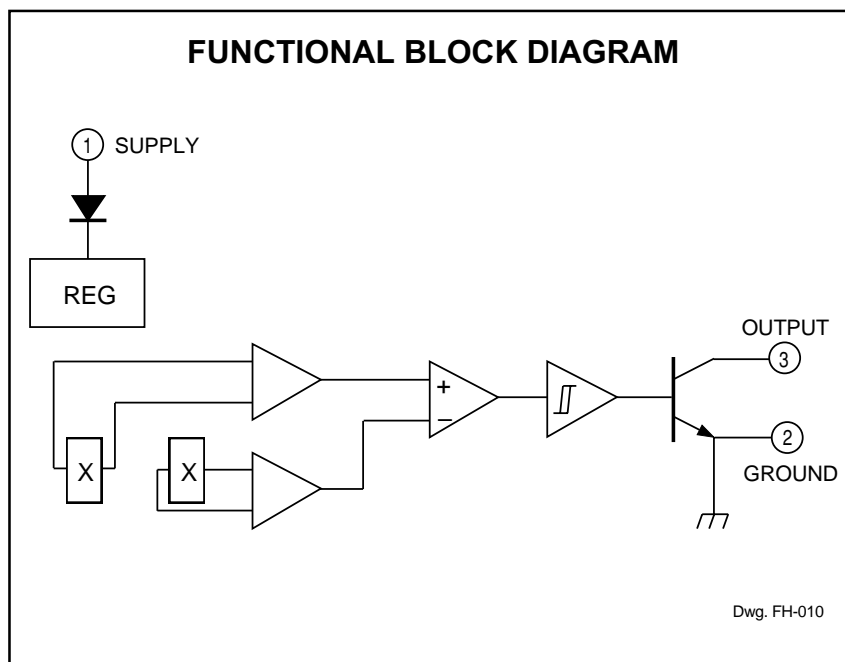 FUNCTIONAL BLOCK DIAGRAM
1 SUPPLY
REG
X
X
+
−
OUTPUT
3
2
GROUND
Dwg. FH-010